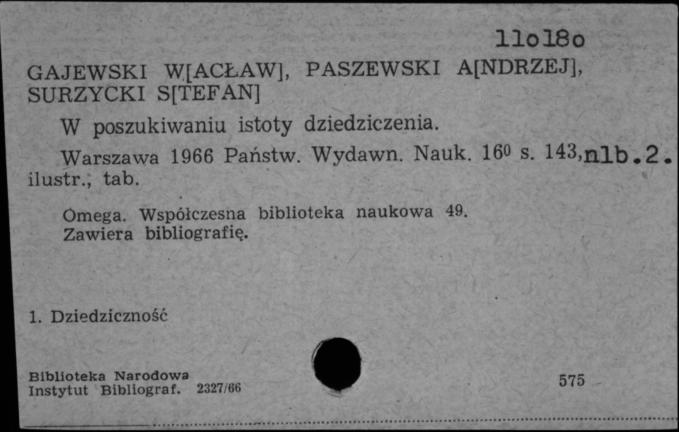 11o18o
GAJEWSKI W[ACŁAW], PASZEWSKI A[NDRZEJ],
SURZYCKI S[TEFAN]
W poszukiwaniu istoty dziedziczenia.
Warszawa 1966 Państw. Wydawn. Nauk. 16⁰ s. 143,nlb.2.
ilustr., tab.
Omega. Współczesna biblioteka naukowa 49.
Zawiera bibliografię.
1. Dziedziczność
Biblioteka Narodowa
Instytut Bibliograf. 2327/66
575